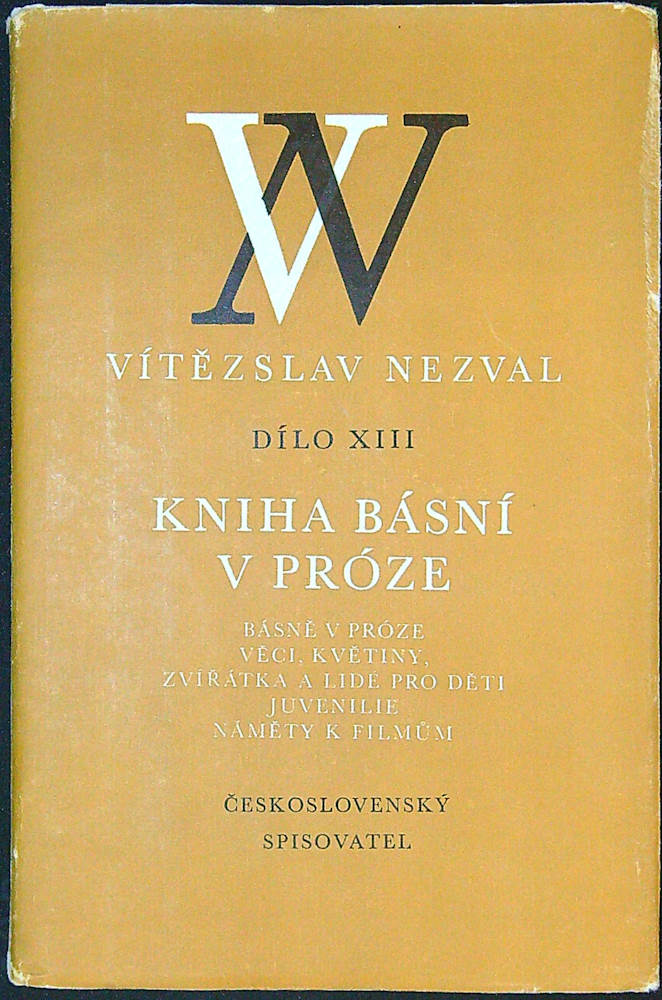 VN
VÍTĚZSLAV NEZVAL
DÍLO XIII
KNIHA BÁSNÍ
V PRÓZE
BÁSNĚ V PRÓZE
VĚCI, KVĚTINY,
ZVÍŘÁTKA A LIDÉ PRO DĚTI
JUVENILIE
NÁMĚTY K FILMŮM
ČESKOSLOVENSKÝ
SPISOVATEL